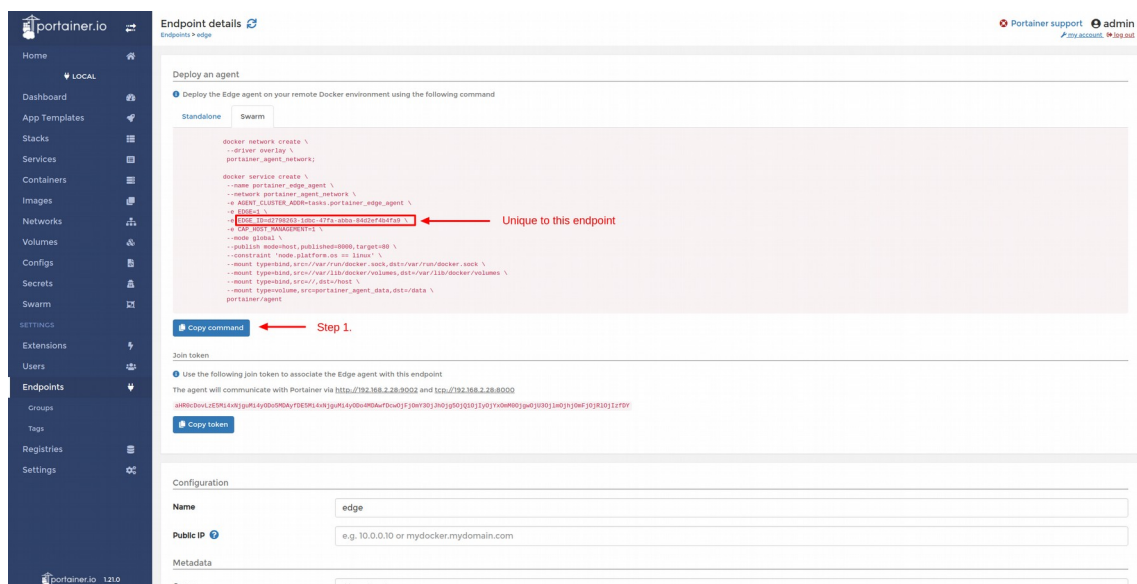 portainer.io
Endpoint details
Endpoints > edge
Portainer support admin
my account log out
Home
LOCAL
Dashboard
App Templates
Stacks
Services
Containers
Images
Networks
Volumes
Configs
Secrets
Swarm
SETTINGS
Extensions
Users
Endpoints
Groups
Tags
Registries
Settings
portainer.io 1.21.0
Deploy an agent
Deploy the Edge agent on your remote Docker environment using the following command
Standalone Swarm
docker network create \
--driver overlay \
portainer_agent_network;
docker service create \
--name portainer_edge_agent \
--network portainer_agent_network \
-e AGENT_CLUSTER_ADDR=tasks.portainer_edge_agent \
-e EDGE=1 \
-e EDGE_ID=d2798263-1dbc-47fa-abba-84d2ef4b4fa9 \
Unique to this endpoint
-e CAP_HOST_MANAGEMENT=1 \
--mode global \
--publish mode=host,published=8000,target=80 \
--constraint 'node.platform.os == linux' \
--mount type=bind,src=//var/run/docker.sock,dst=/var/run/docker.sock \
--mount type=bind,src=//var/lib/docker/volumes,dst=/var/lib/docker/volumes \
--mount type=bind,src=//,dst=/host \
--mount type=volume,src=portainer_agent_data,dst=/data \
portainer/agent
Copy command
Step 1.
Join token
Use the following join token to associate the Edge agent with this endpoint
The agent will communicate with Portainer via http://192.168.2.28:9002 and tcp://192.168.2.28:8000
Copy token
Configuration
Name edge
Public IP e.g. 10.0.0.10 or mydocker.mydomain.com
Metadata